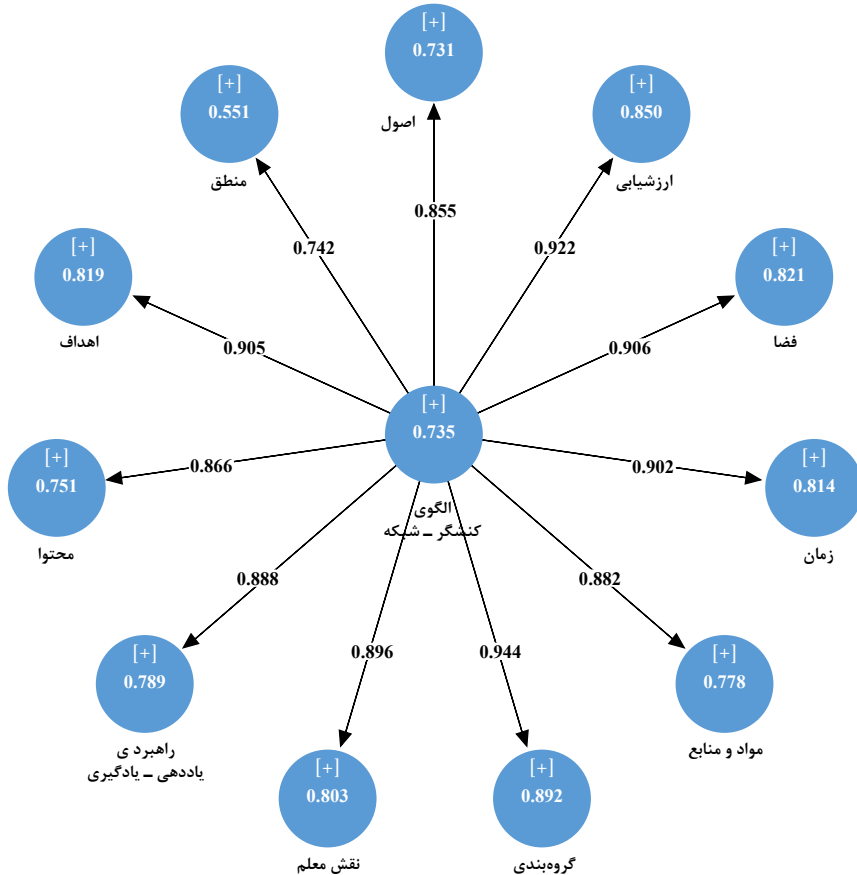 [+]
0.731
اصول
[+]
0.551
منطق
[+]
0.850
ارزشیابی
0.855
0.742
0.922
[+]
0.819
اهداف
[+]
0.821
فضا
0.905
0.906
[+]
0.735
الگوی
کنشگر – شبکه
[+]
0.751
محتوا
0.866
0.902
[+]
0.814
زمان
0.888
0.882
0.896
0.944
[+]
0.789
راهبرد ی
یاددهی – یادگیری
[+]
0.778
مواد و منابع
[+]
0.803
نقش معلم
[+]
0.892
گروه‌بندی